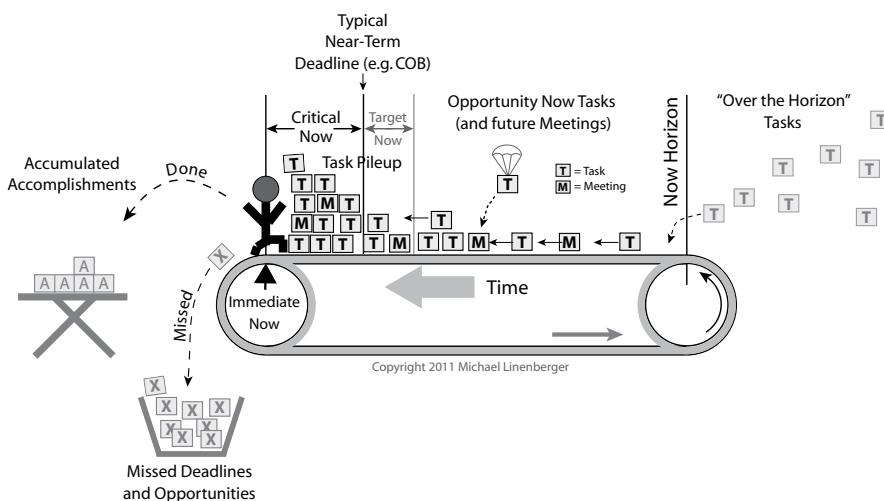 Typical
Near-Term
Deadline (e.g. COB)
Critical
Now
Target
Now
Opportunity Now Tasks
(and future Meetings)
Now Horizon
“Over the Horizon”
Tasks
T
T
T
T
T
T
T
T
Accumulated
Accomplishments
Done
Task Pileup
T
T T
T M T
M T T T
T T T T M T T M T M T
T
T
T = Task
M = Meeting
X
A
A A A A
Missed
Immediate
Now
Time
Copyright 2011 Michael Linenberger
X
X X X
X X
X X
Missed Deadlines
and Opportunities